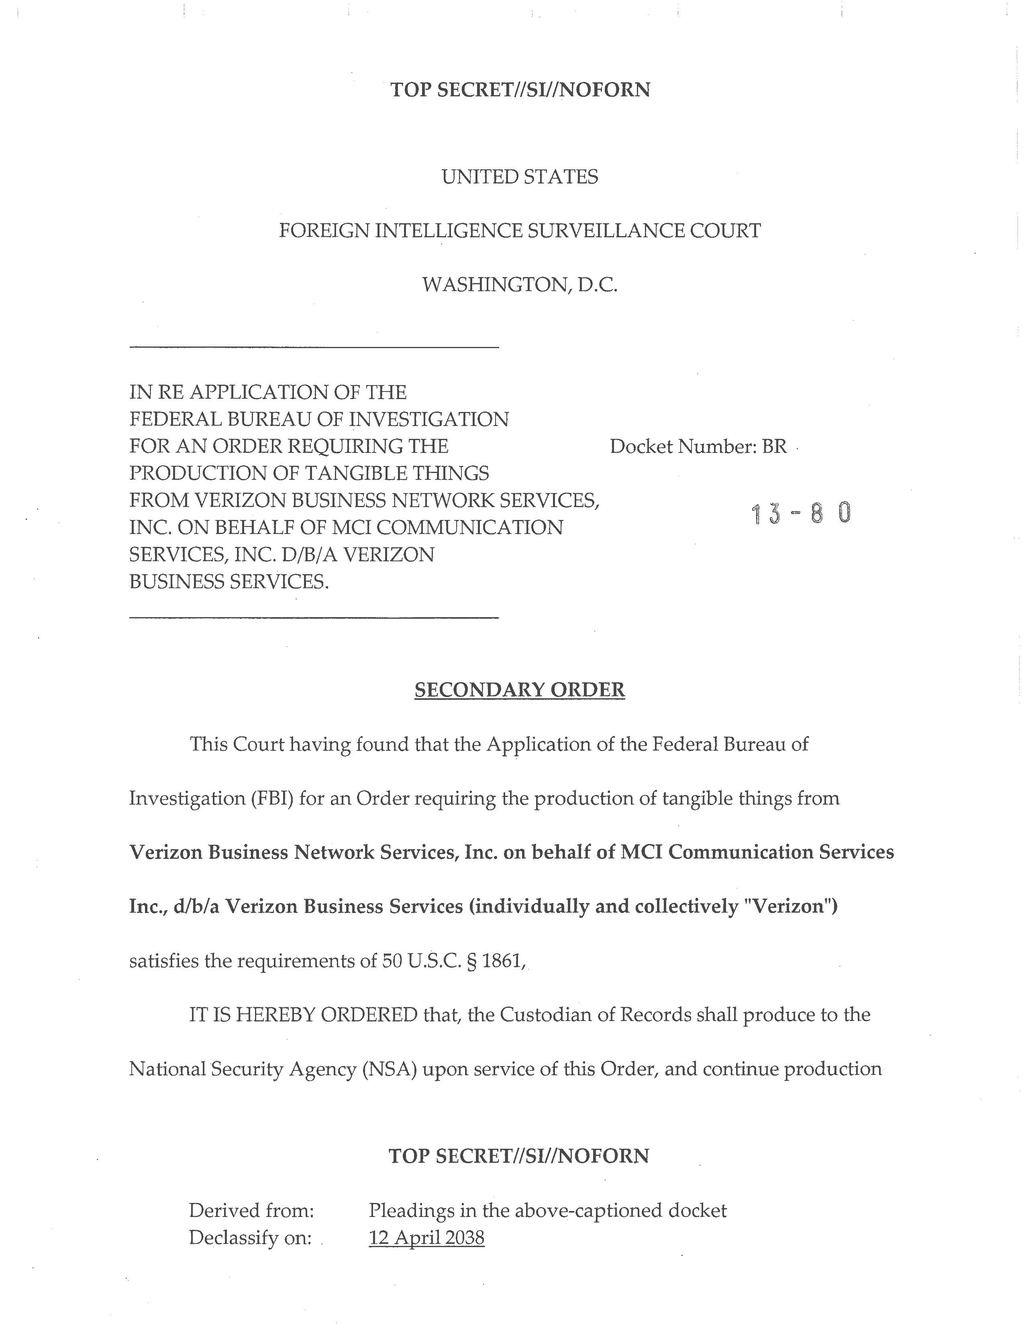 TOP SECRET//SI//NOFORN
UNITED STATES
FOREIGN INTELLIGENCE SURVEILLANCE COURT
WASHINGTON, D.C.
IN RE APPLICATION OF THE
FEDERAL BUREAU OF INVESTIGATION
FOR AN ORDER REQUIRING THE
PRODUCTION OF TANGIBLE THINGS
FROM VERIZON BUSINESS NETWORK SERVICES,
INC. ON BEHALF OF MCI COMMUNICATION
SERVICES, INC. D/B/A VERIZON
BUSINESS SERVICES.
Docket Number: BR
13-80
SECONDARY ORDER
This Court having found that the Application of the Federal Bureau of
Investigation (FBI) for an Order requiring the production of tangible things from
Verizon Business Network Services, Inc. on behalf of MCI Communication Services
Inc., d/b/a Verizon Business Services (individually and collectively "Verizon")
satisfies the requirements of 50 U.S.C. § 1861,
IT IS HEREBY ORDERED that, the Custodian of Records shall produce to the
National Security Agency (NSA) upon service of this Order, and continue production
TOP SECRET//SI//NOFORN
Derived from: Pleadings in the above-captioned docket
Declassify on: 12 April 2038